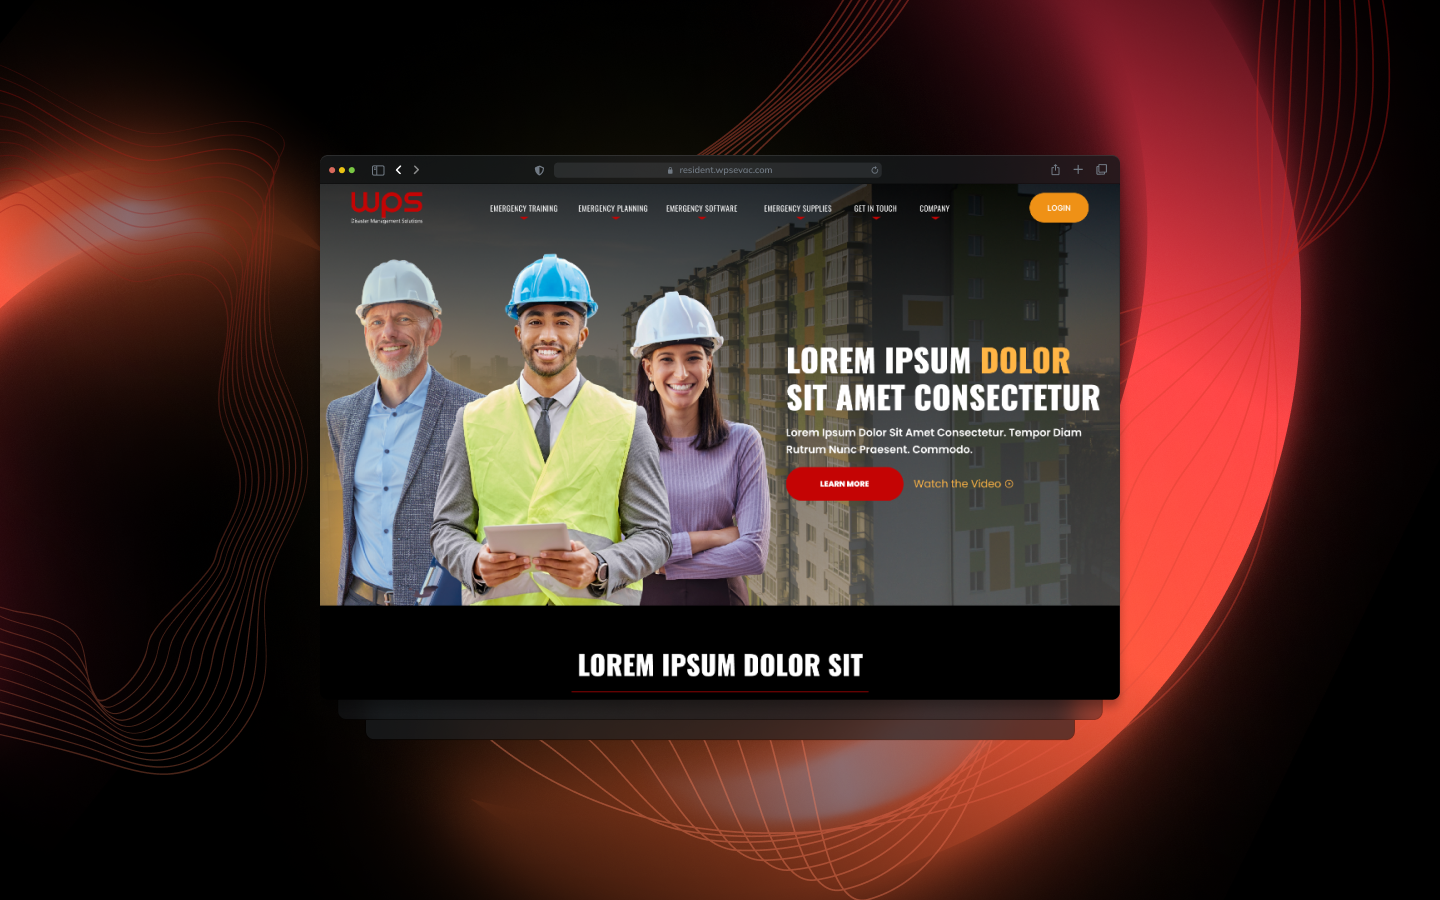 resident.wpsevac.com
wps
Disaster Management Solutions
EMERGENCY TRAINING
EMERGENCY PLANNING
EMERGENCY SOFTWARE
EMERGENCY SUPPLIES
GET IN TOUCH
COMPANY
LOGIN
LOREM IPSUM DOLOR
SIT AMET CONSECTETUR
Lorem Ipsum Dolor Sit Amet Consectetur. Tempor Diam
Rutrum Nunc Praesent. Commodo.
LEARN MORE
Watch the Video
LOREM IPSUM DOLOR SIT